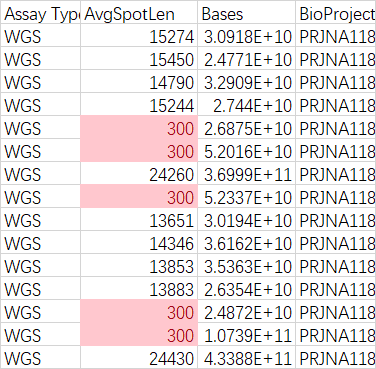 Assay Type AvgSpotLen Bases BioProject
WGS 15274 3.0918E+10 PRJNA118
WGS 15450 2.4771E+10 PRJNA118
WGS 14790 3.2909E+10 PRJNA118
WGS 15244 2.744E+10 PRJNA118
WGS 300 2.6875E+10 PRJNA118
WGS 300 5.2016E+10 PRJNA118
WGS 24260 3.6999E+11 PRJNA118
WGS 300 5.2337E+10 PRJNA118
WGS 13651 3.0194E+10 PRJNA118
WGS 14346 3.6162E+10 PRJNA118
WGS 13853 3.5363E+10 PRJNA118
WGS 13883 2.6354E+10 PRJNA118
WGS 300 2.4872E+10 PRJNA118
WGS 300 1.0739E+11 PRJNA118
WGS 24430 4.3388E+11 PRJNA118